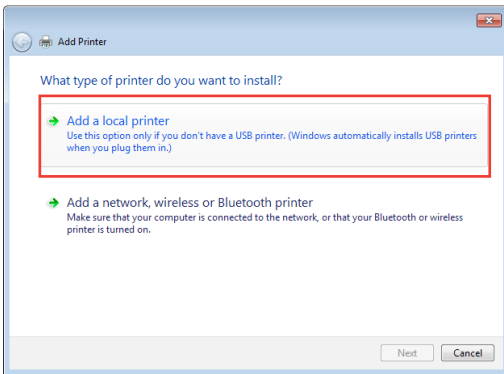 Add Printer
What type of printer do you want to install?
Add a local printer
Use this option only if you don't have a USB printer. (Windows automatically installs USB printers
when you plug them in.)
Add a network, wireless or Bluetooth printer
Make sure that your computer is connected to the network, or that your Bluetooth or wireless
printer is turned on.
Next Cancel